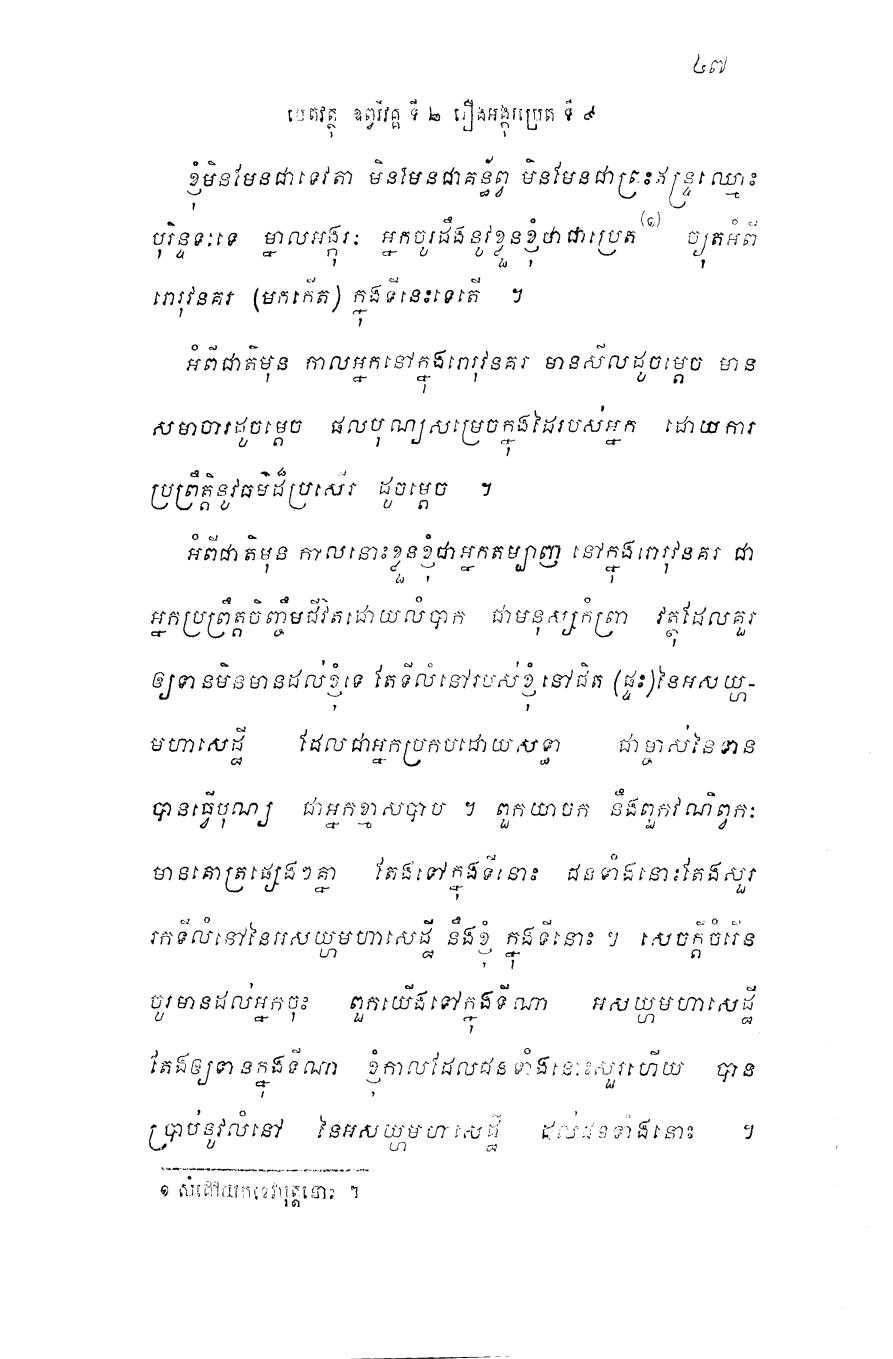 ៤៧
បេតវត្ថុ ឧព្វរីវគ្គ ទី ២ រឿងអង្កុរប្រេត ទី ៩
ខ្ញុំមិនមែនជាទេវតា មិនមែនជាគន្ធ័ព្វ មិនមែនជាព្រះឥន្ទ្រឈ្មោះ
បុរិន្ទទៈទេ ម្នាលអង្កុរៈ អ្នកចូរដឹងនូវខ្លួនខ្ញុំថាជាប្រេត(១) ច្យុតអំពី
រោរុវនគរ (មកកើត) ក្នុងទីនេះទេតើ ។
អំពីជាតិមុន កាលអ្នកនៅក្នុងរោរុវនគរ មានសីលដូចម្តេច មាន
សមាចារដូចម្តេច ផលបុណ្យសម្រេចក្នុងដៃរបស់អ្នក ដោយការ
ប្រព្រឹត្តិនូវធម៌ដ៏ប្រសើរ ដូចម្តេច ។
អំពីជាតិមុន កាលនោះខ្លួនខ្ញុំជាអ្នកតម្បាញ នៅក្នុងរោរុវនគរ ជា
អ្នកប្រព្រឹត្តចិញ្ចឹមជីវិតដោយលំបាក ជាមនុស្សកំព្រា វត្ថុដែលគួរ
ឲ្យទានមិនមានដល់ខ្ញុំទេ តែទីលំនៅរបស់ខ្ញុំនៅជិត (ផ្ទះ)នៃអសយ្ហ-
មហាសេដ្ឋី ដែលជាអ្នកប្រកបដោយសទ្ធា ជាម្ចាស់នៃទាន
បានធ្វើបុណ្យ ជាអ្នកខ្មាសបាប ។ ពួកយាចក នឹងពួកវណិព្វកៈ
មានគោត្រផ្សេងៗគ្នា តែងទៅក្នុងទីនោះ ជនទាំងនោះតែងសួរ
រកទីលំនៅនៃអសយ្ហមហាសេដ្ឋី នឹងខ្ញុំ ក្នុងទីនោះ ។ សេចក្តីចំរើន
ចូរមានដល់អ្នកចុះ ពួកយើងទៅក្នុងទីណា អសយ្ហមហាសេដ្ឋី
តែងឲ្យទានក្នុងទីណា ខ្ញុំកាលដែលជនទាំងនោះសួរហើយ បាន
ប្រាប់នូវលំនៅ នៃអសយ្ហមហាសេដ្ឋី ដល់ជនទាំងនោះ ។
១ សំដៅយកទេវបុត្តនោះ ។